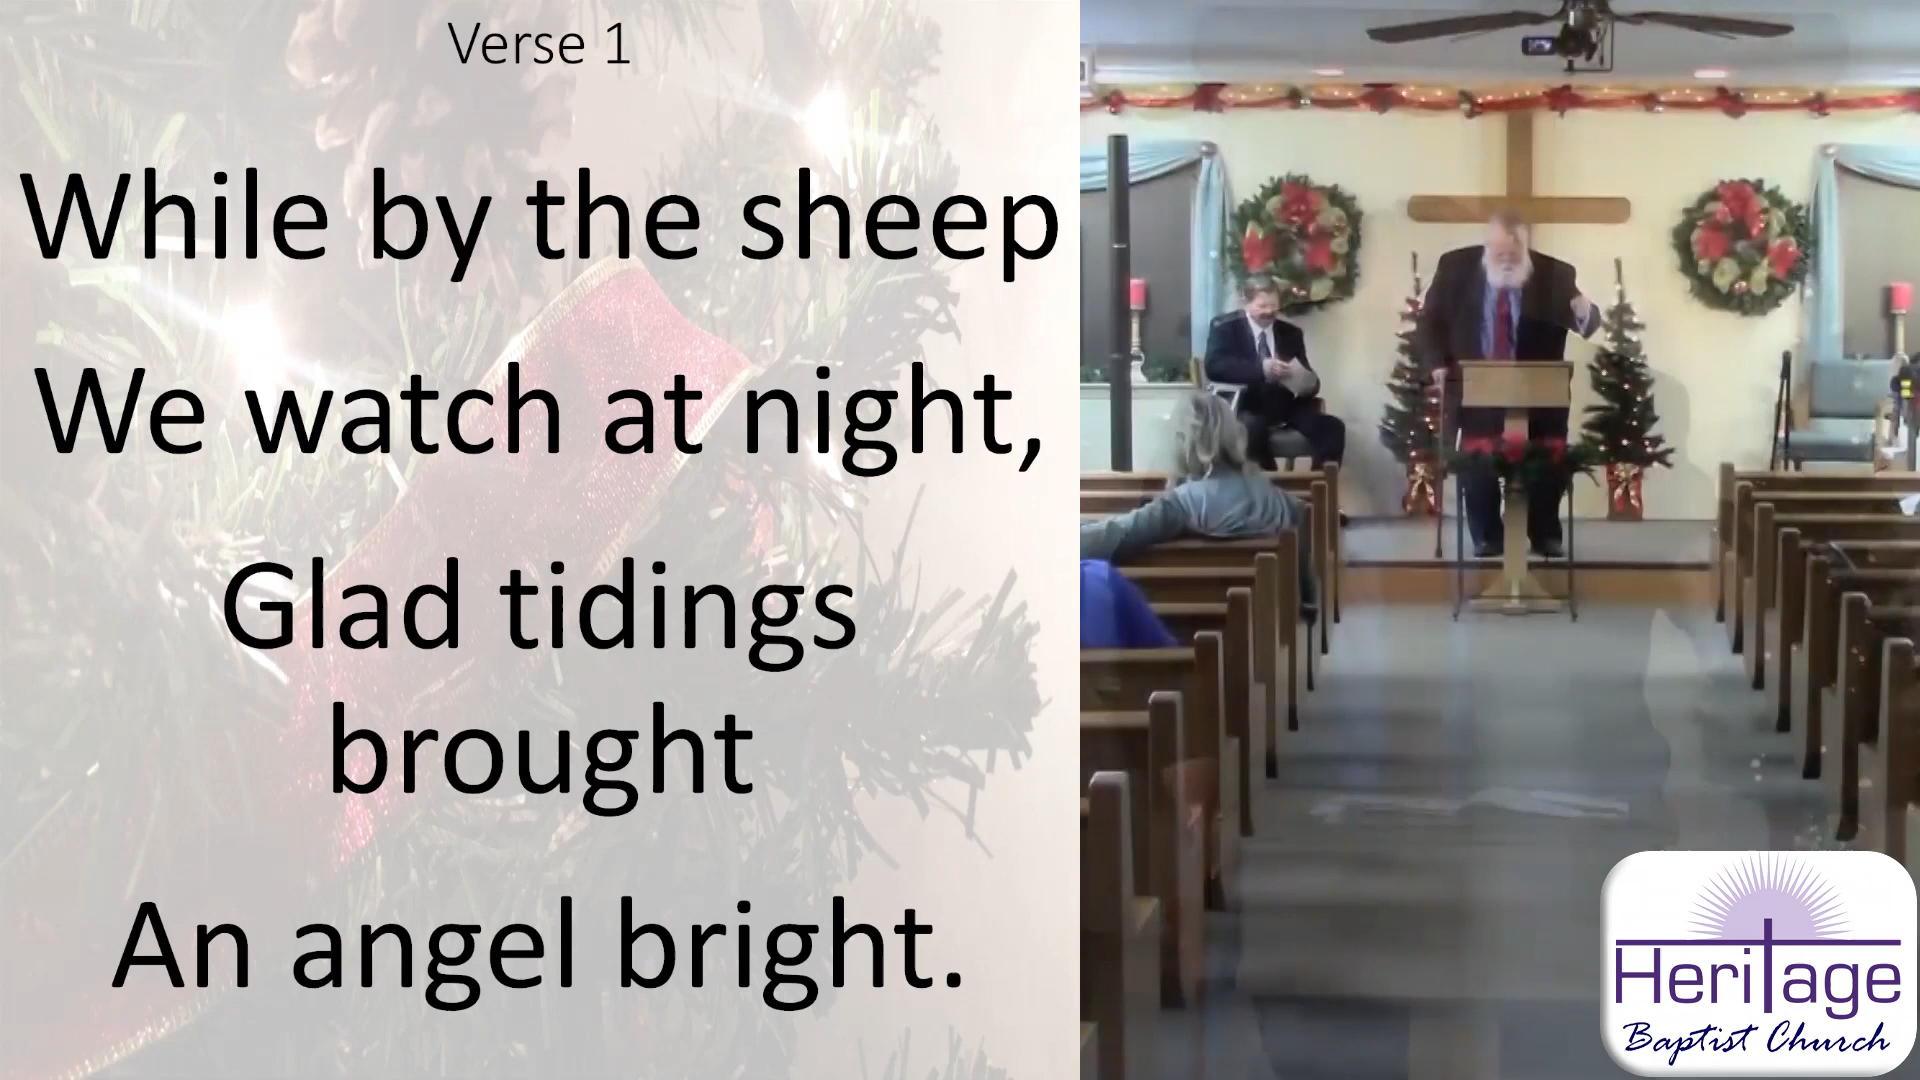 Verse 1
While by the sheep
We watch at night,
Glad tidings
brought
An angel bright.
Heritage
Baptist Church